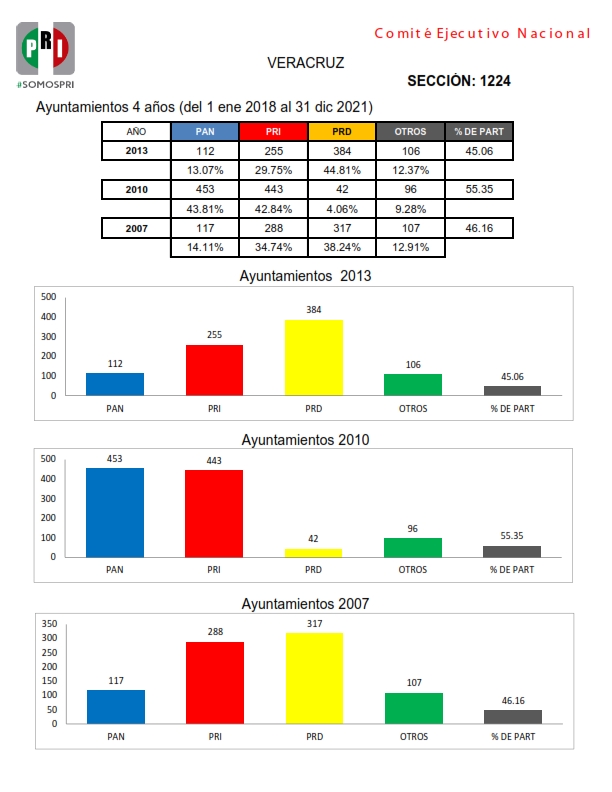 Comité Ejecutivo Nacional
PRI
#SOMOSPRI
VERACRUZ
SECCIÓN: 1224
Ayuntamientos 4 años (del 1 ene 2018 al 31 dic 2021)
AÑO PAN PRI PRD OTROS % DE PART
2013 112 255 384 106 45.06
13.07% 29.75% 44.81% 12.37%
2010 453 443 42 96 55.35
43.81% 42.84% 4.06% 9.28%
2007 117 288 317 107 46.16
14.11% 34.74% 38.24% 12.91%
Ayuntamientos 2013
500
400
300
200
100
0
112 255 384 106 45.06
PAN PRI PRD OTROS % DE PART
Ayuntamientos 2010
500
400
300
200
100
0
453 443 42 96 55.35
PAN PRI PRD OTROS % DE PART
Ayuntamientos 2007
350
300
250
200
150
100
50
0
117 288 317 107 46.16
PAN PRI PRD OTROS % DE PART